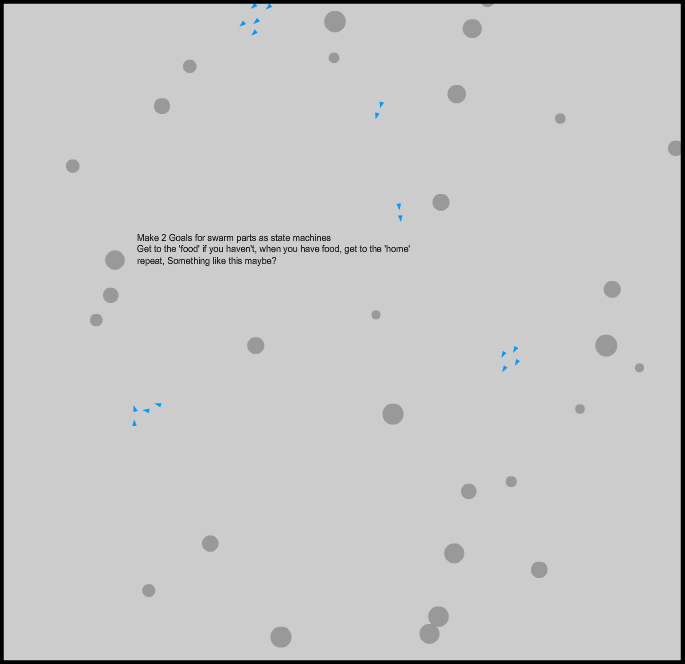 Make 2 Goals for swarm parts as state machines
Get to the 'food' if you haven't, when you have food, get to the 'home'
repeat, Something like this maybe?